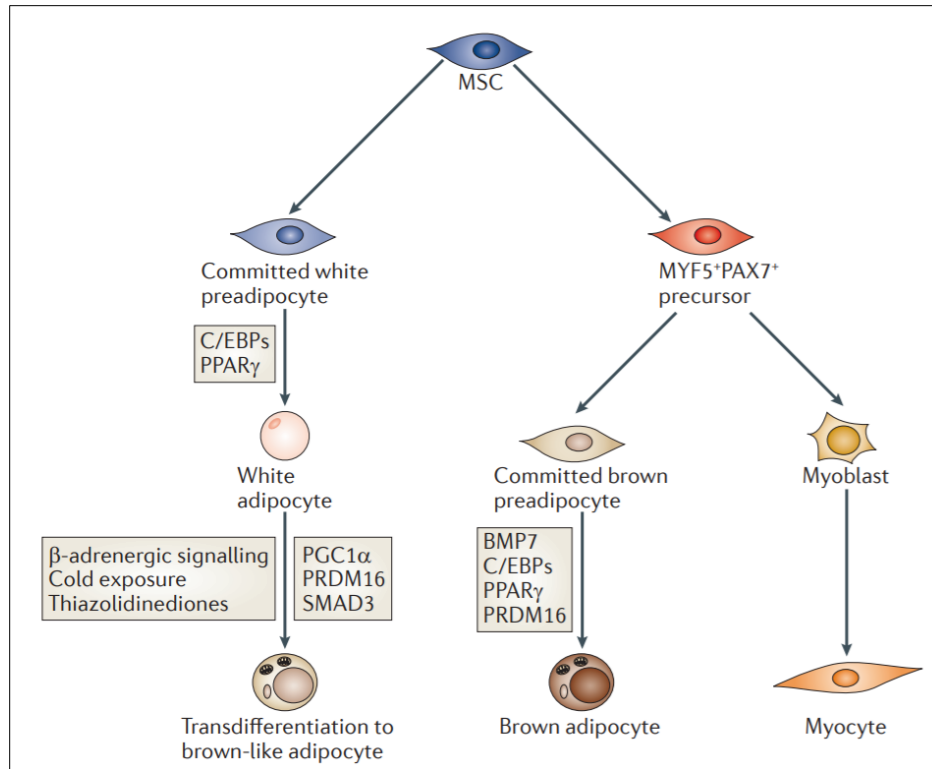 MSC
Committed white
preadipocyte
MYF5⁺PAX7⁺
precursor
C/EBPs
PPARγ
White
adipocyte
Committed brown
preadipocyte
Myoblast
β-adrenergic signalling
Cold exposure
Thiazolidinediones
PGC1α
PRDM16
SMAD3
BMP7
C/EBPs
PPARγ
PRDM16
Transdifferentiation to
brown-like adipocyte
Brown adipocyte
Myocyte